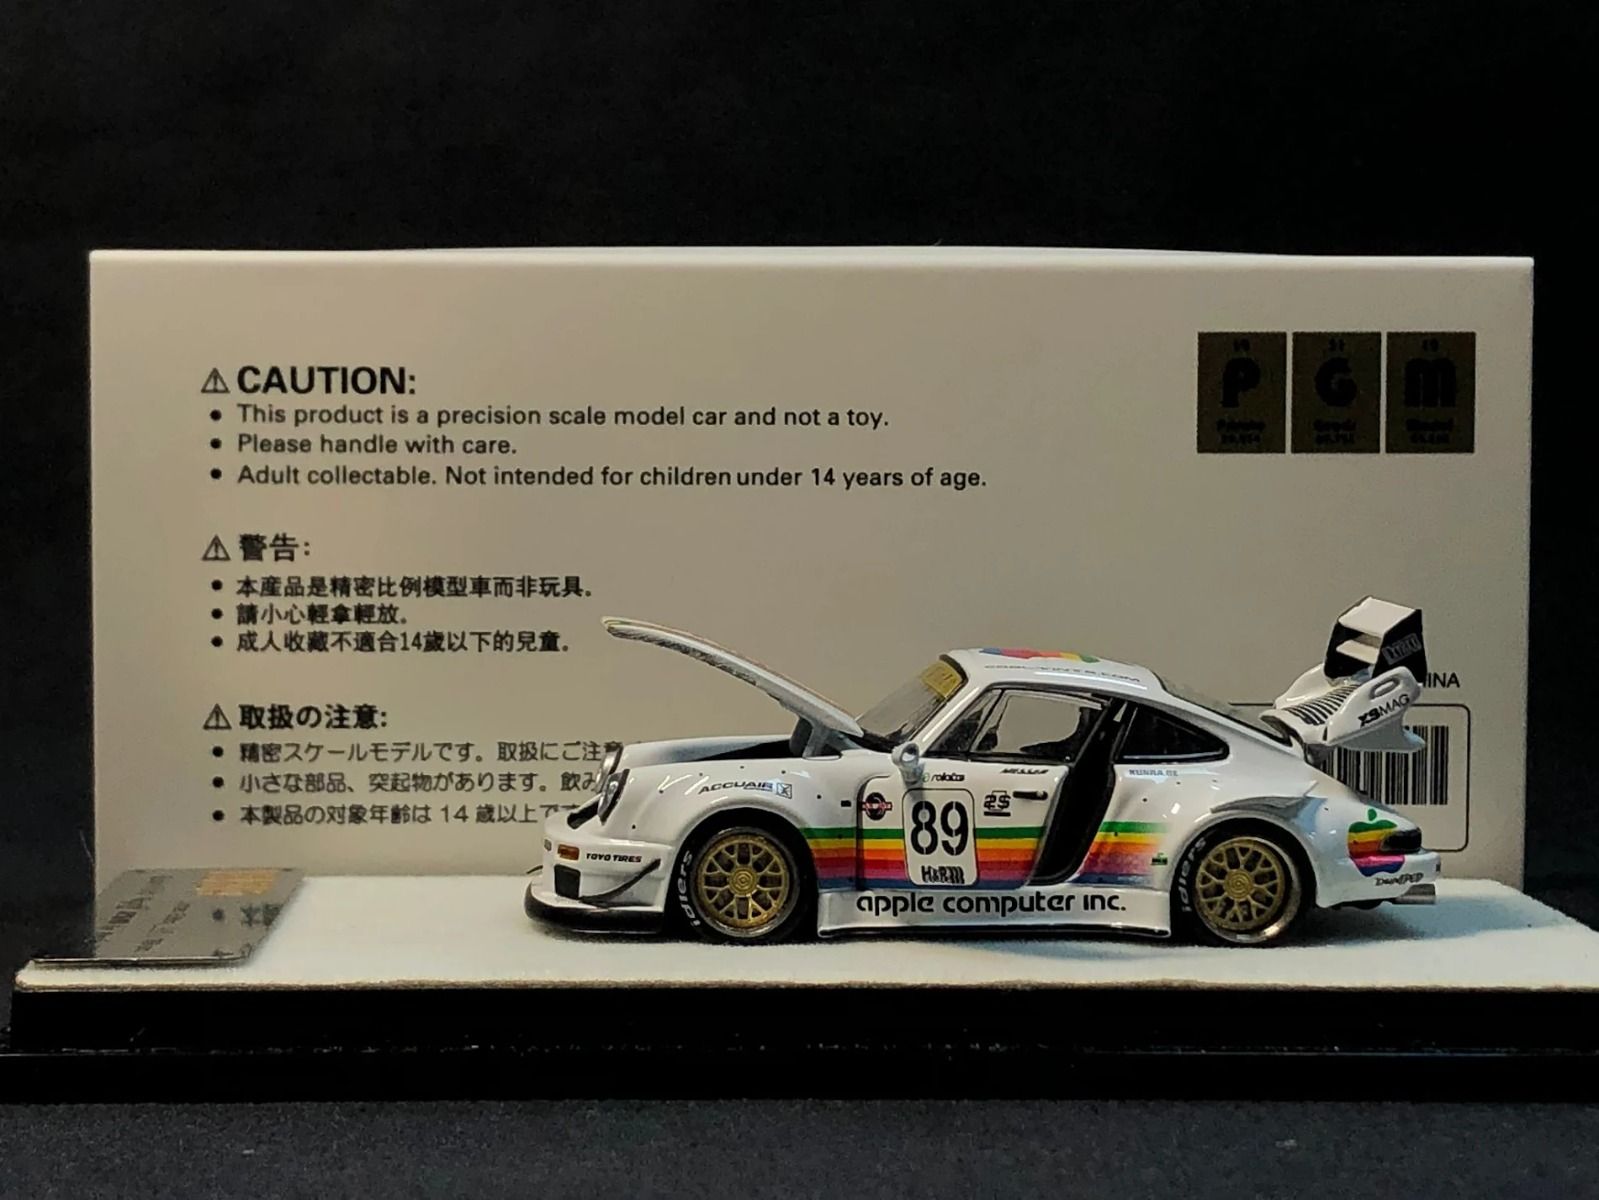 ⚠ CAUTION:
• This product is a precision scale model car and not a toy.
• Please handle with care.
• Adult collectable. Not intended for children under 14 years of age.
P G M
⚠ 警告:
• 本産品是精密比例模型車而非玩具。
• 請小心輕拿輕放。
• 成人收藏不適合14歲以下的兒童。
⚠ 取扱の注意:
• 精密スケールモデルです。取扱にご注意
• 小さな部品、突起物があります。飲み
• 本製品の対象年齢は 14 歳以上で
INA
XSMAG
ACCUAIR
rotobox
89
TOYO TIRES
idlers
idlers
apple computer inc.